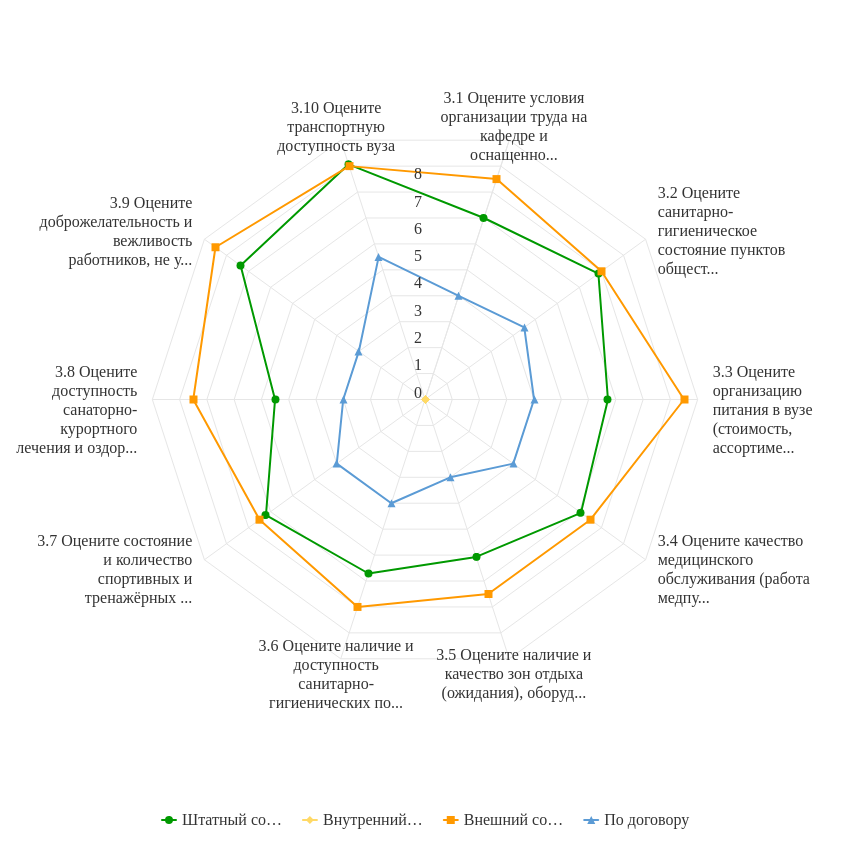 3.10 Оцените
транспортную
доступность вуза
3.1 Оцените условия
организации труда на
кафедре и
оснащенно...
3.2 Оцените
санитарно-
гигиеническое
состояние пунктов
общест...
3.3 Оцените
организацию
питания в вузе
(стоимость,
ассортиме...
3.4 Оцените качество
медицинского
обслуживания (работа
медпу...
3.5 Оцените наличие и
качество зон отдыха
(ожидания), оборуд...
3.6 Оцените наличие и
доступность
санитарно-
гигиенических по...
3.7 Оцените состояние
и количество
спортивных и
тренажёрных ...
3.8 Оцените
доступность
санаторно-
курортного
лечения и оздор...
3.9 Оцените
доброжелательность и
вежливость
работников, не у...
8
7
6
5
4
3
2
1
0
Штатный со…
Внутренний…
Внешний со…
По договору